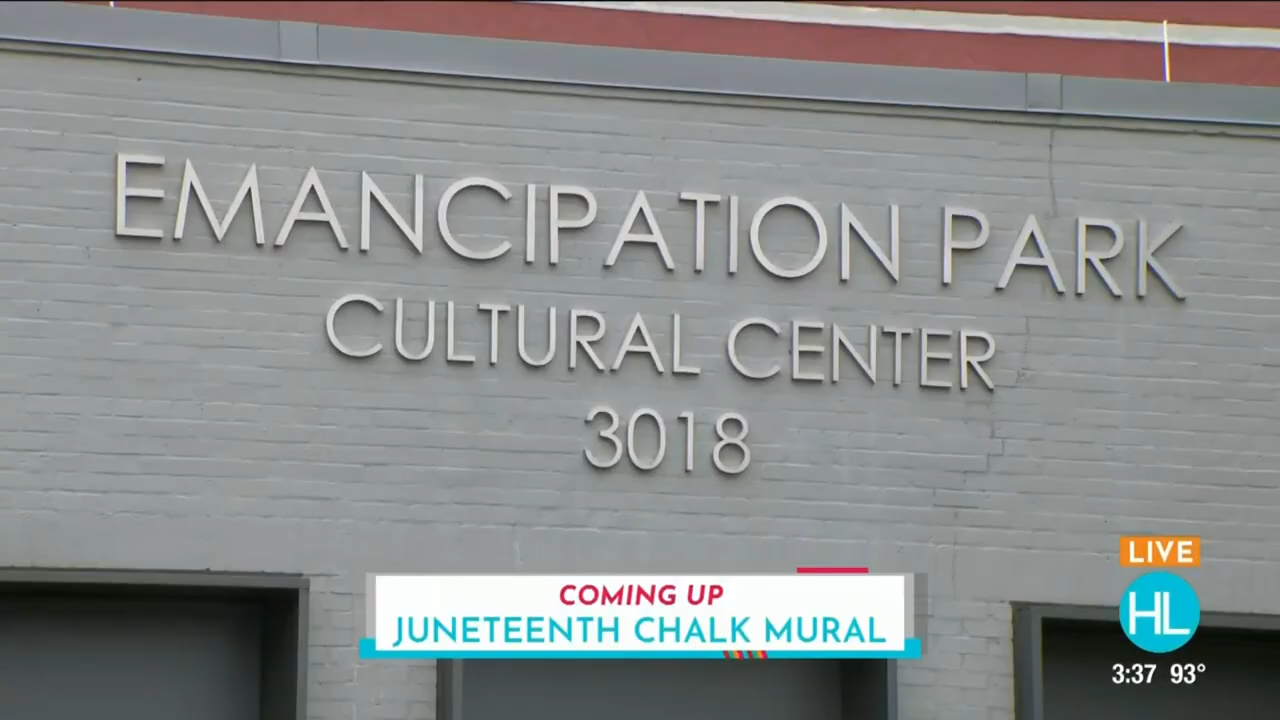 EMANCIPATION PARK
CULTURAL CENTER
3018
COMING UP
JUNETEENTH CHALK MURAL
LIVE
HL
3:37 93°